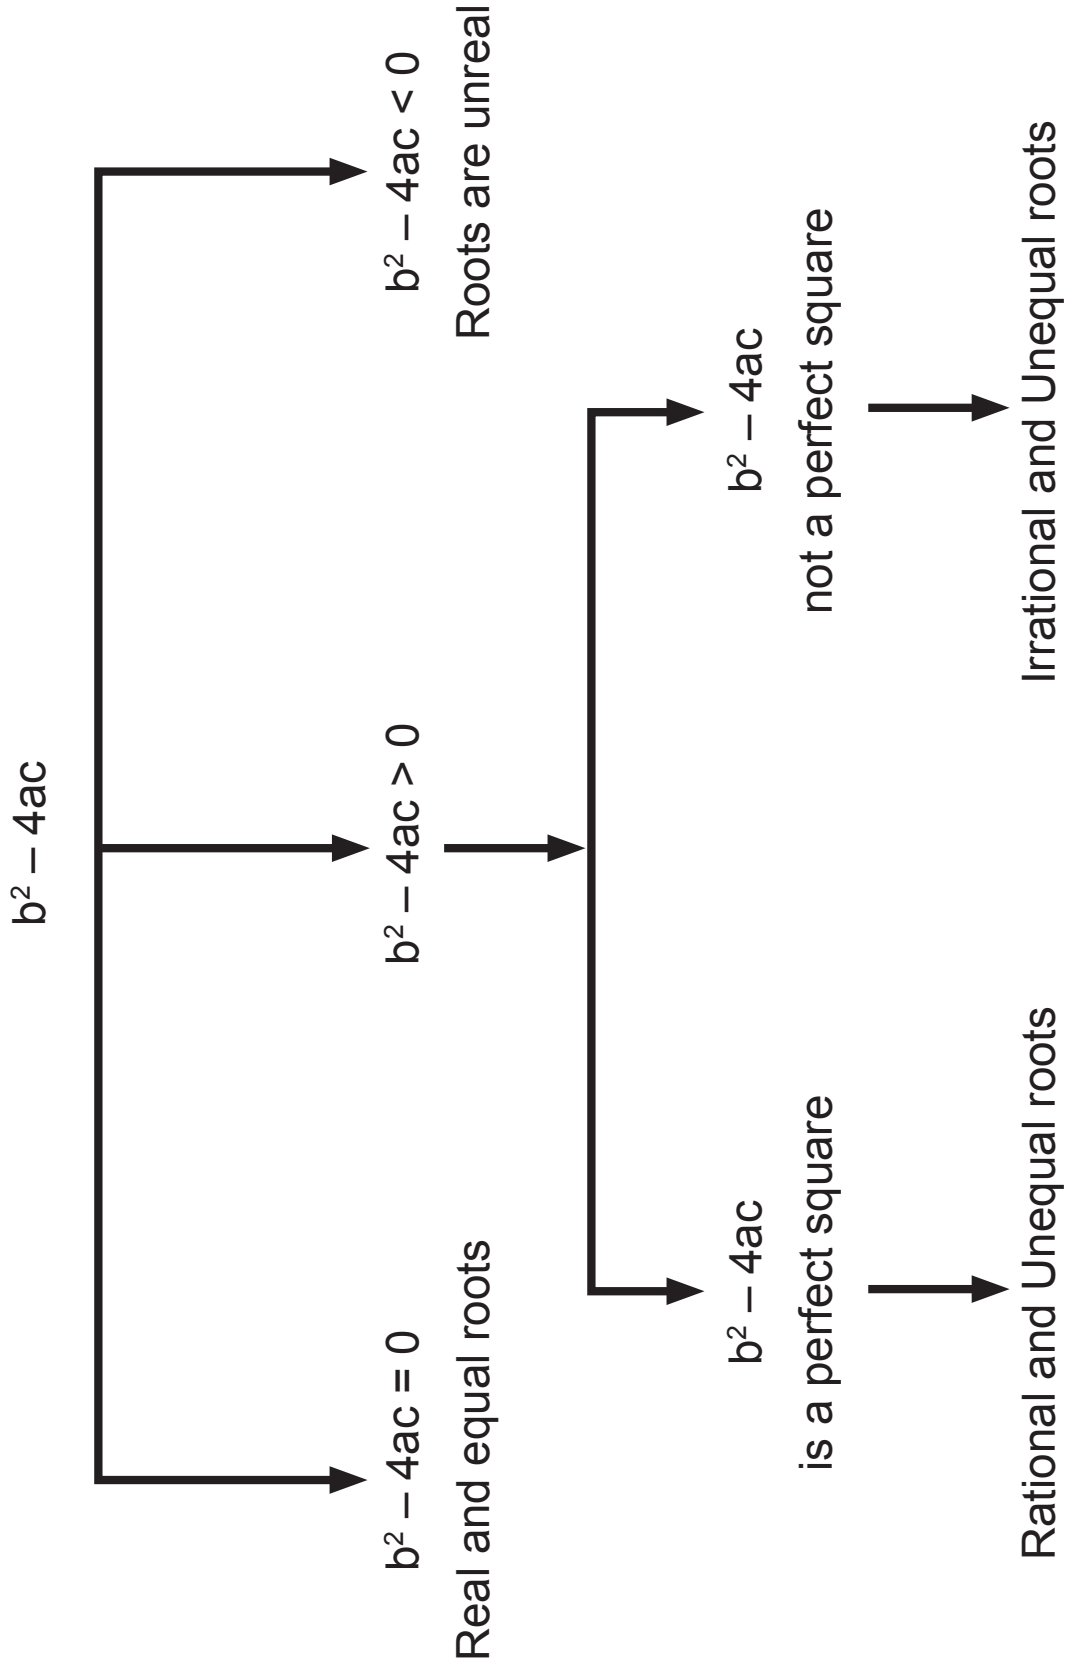 b² – 4ac
b² – 4ac = 0
Real and equal roots
b² – 4ac > 0
b² – 4ac < 0
Roots are unreal
b² – 4ac
is a perfect square
b² – 4ac
not a perfect square
Rational and Unequal roots
Irrational and Unequal roots